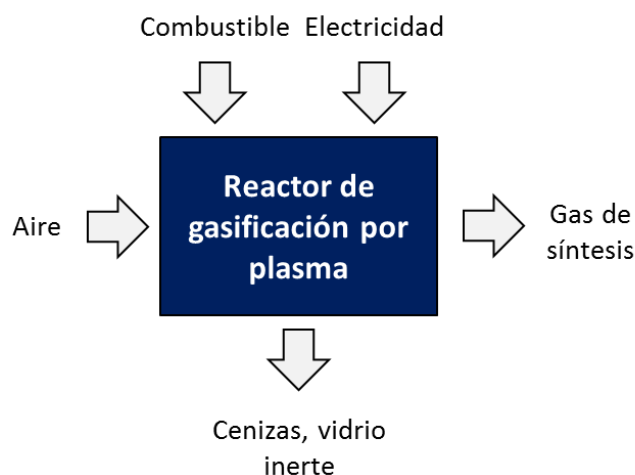 Combustible Electricidad
Reactor de
gasificación por
plasma
Aire
Gas de
síntesis
Cenizas, vidrio
inerte